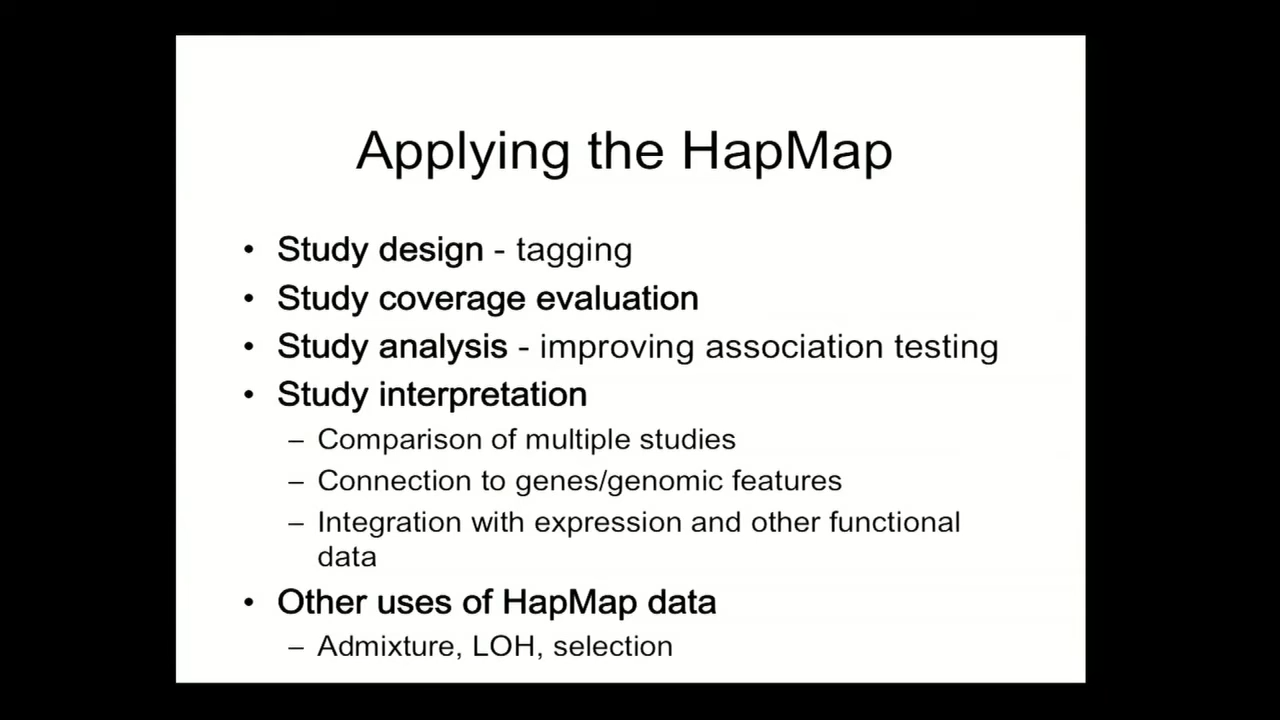 Applying the HapMap
• Study design - tagging
• Study coverage evaluation
• Study analysis - improving association testing
• Study interpretation
– Comparison of multiple studies
– Connection to genes/genomic features
– Integration with expression and other functional
data
• Other uses of HapMap data
– Admixture, LOH, selection